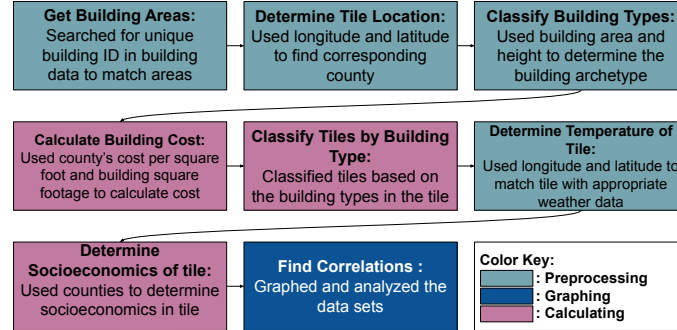 Get Building Areas:
Searched for unique
building ID in building
data to match areas
Determine Tile Location:
Used longitude and latitude
to find corresponding
county
Classify Building Types:
Used building area and
height to determine the
building archetype
Calculate Building Cost:
Used county's cost per square
foot and building square
footage to calculate cost
Classify Tiles by Building
Type:
Classified tiles based on
the building types in the tile
Determine Temperature of
Tile:
Used longitude and latitude to
match tile with appropriate
weather data
Determine
Socioeconomics of tile:
Used counties to determine
socioeconomics in tile
Find Correlations :
Graphed and analyzed the
data sets
Color Key:
: Preprocessing
: Graphing
: Calculating